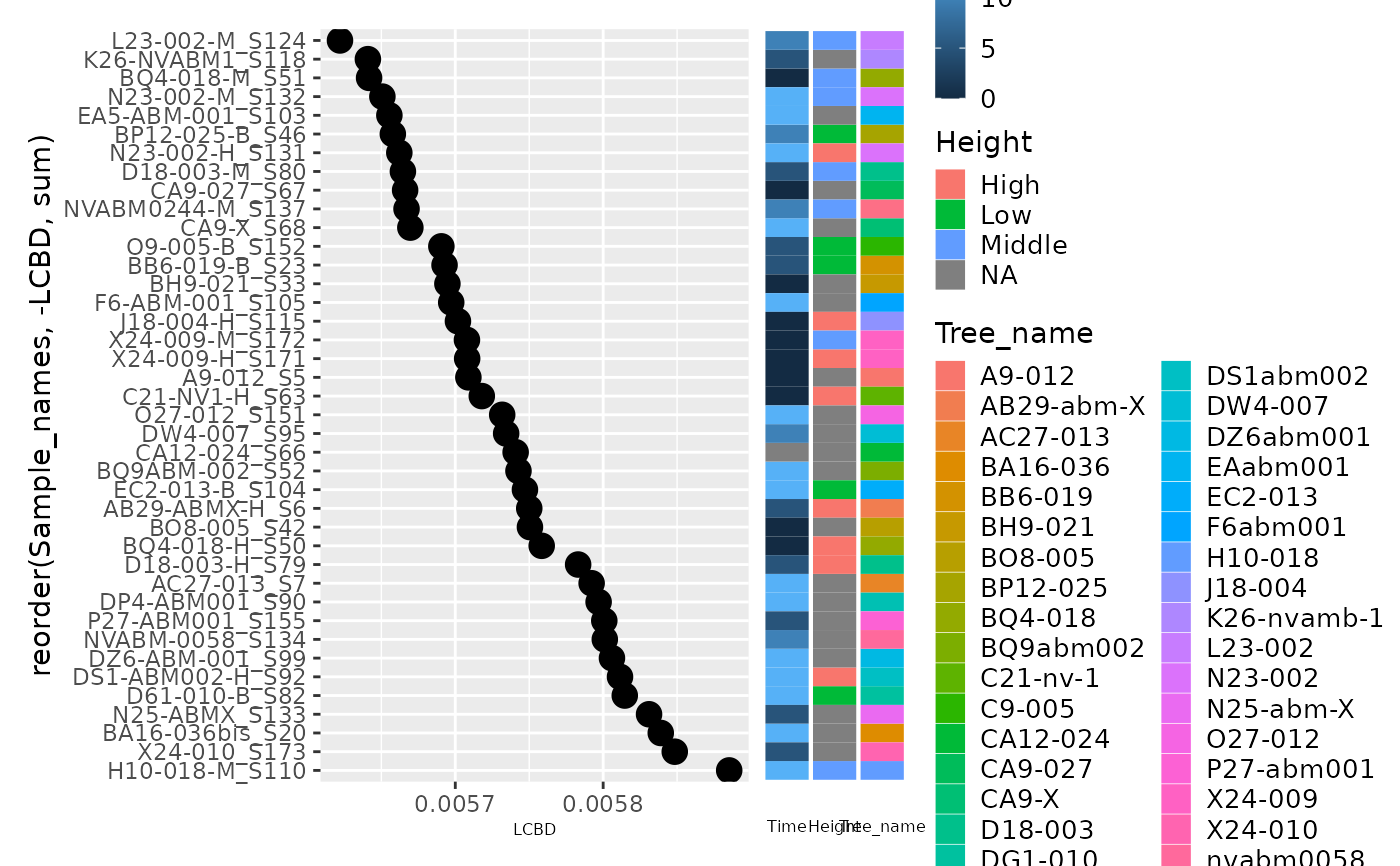 reorder(Sample_names, -LCBD, sum)
L23-002-M_S124
K26-NVABM1_S118
BQ4-018-M_S51
N23-002-M_S132
EA5-ABM-001_S103
BP12-025-B_S46
N23-002-H_S131
D18-003-M_S80
CA9-027_S67
NVABM0244-M_S137
CA9-X_S68
O9-005-B_S152
BB6-019-B_S23
BH9-021_S33
F6-ABM-001_S105
J18-004-H_S115
X24-009-M_S172
X24-009-H_S171
A9-012_S5
C21-NV1-H_S63
O27-012_S151
DW4-007_S95
CA12-024_S66
BQ9ABM-002_S52
EC2-013-B_S104
AB29-ABMX-H_S6
BO8-005_S42
BQ4-018-H_S50
D18-003-H_S79
AC27-013_S7
DP4-ABM001_S90
P27-ABM001_S155
NVABM-0058_S134
DZ6-ABM-001_S99
DS1-ABM002-H_S92
D61-010-B_S82
N25-ABMX_S133
BA16-036bis_S20
X24-010_S173
H10-018-M_S110
0.0057 0.0058
LCBD
Time Height Tree_name
10
5
0
Height
High
Low
Middle
NA
Tree_name
A9-012
AB29-abm-X
AC27-013
BA16-036
BB6-019
BH9-021
BO8-005
BP12-025
BQ4-018
BQ9abm002
C21-nv-1
C9-005
CA12-024
CA9-027
CA9-X
D18-003
DG1-010
DS1abm002
DW4-007
DZ6abm001
EAabm001
EC2-013
F6abm001
H10-018
J18-004
K26-nvamb-1
L23-002
N23-002
N25-abm-X
O27-012
P27-abm001
X24-009
X24-010
nvabm0058